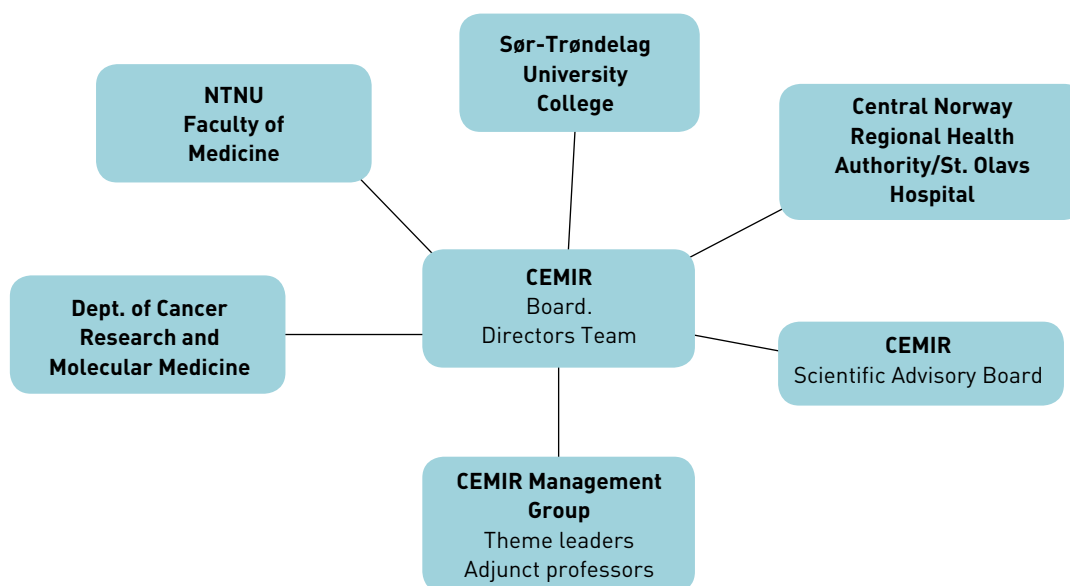 Sør-Trøndelag
University
College
NTNU
Faculty of
Medicine
Central Norway
Regional Health
Authority/St. Olavs
Hospital
CEMIR
Board.
Directors Team
Dept. of Cancer
Research and
Molecular Medicine
CEMIR
Scientific Advisory Board
CEMIR Management
Group
Theme leaders
Adjunct professors